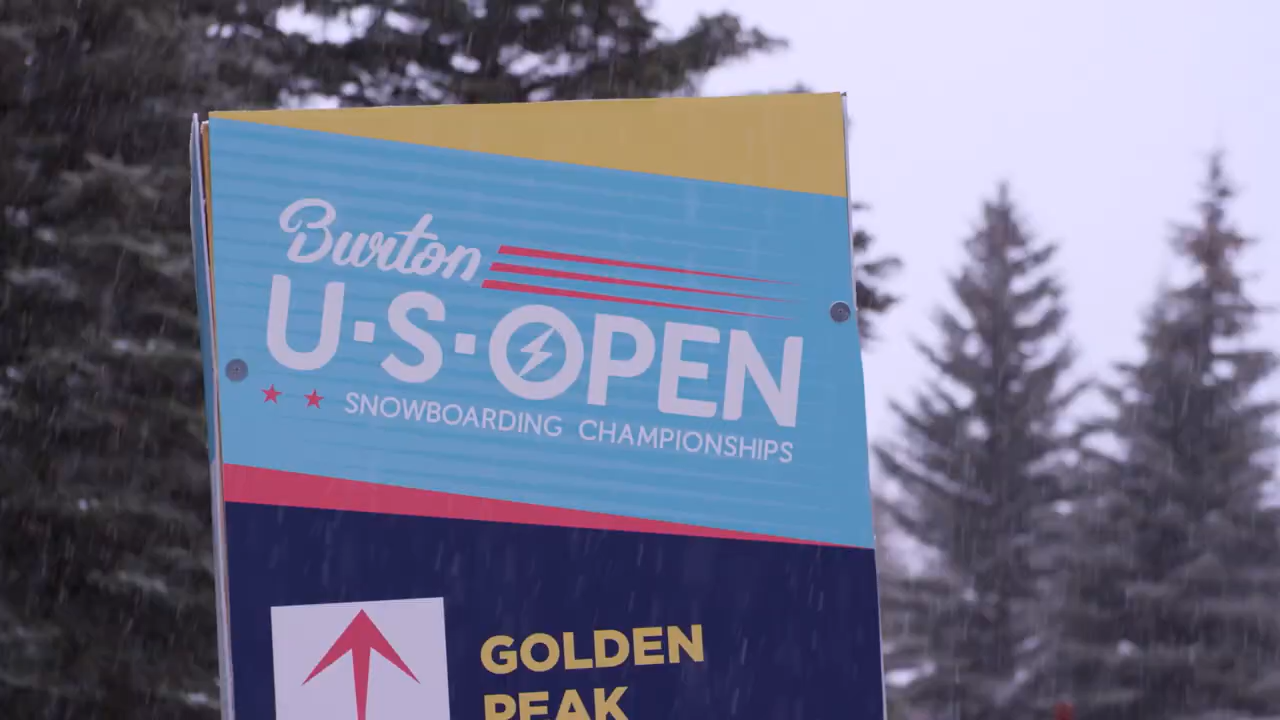 Burton
U·S·OPEN
SNOWBOARDING CHAMPIONSHIPS
GOLDEN
PEAK